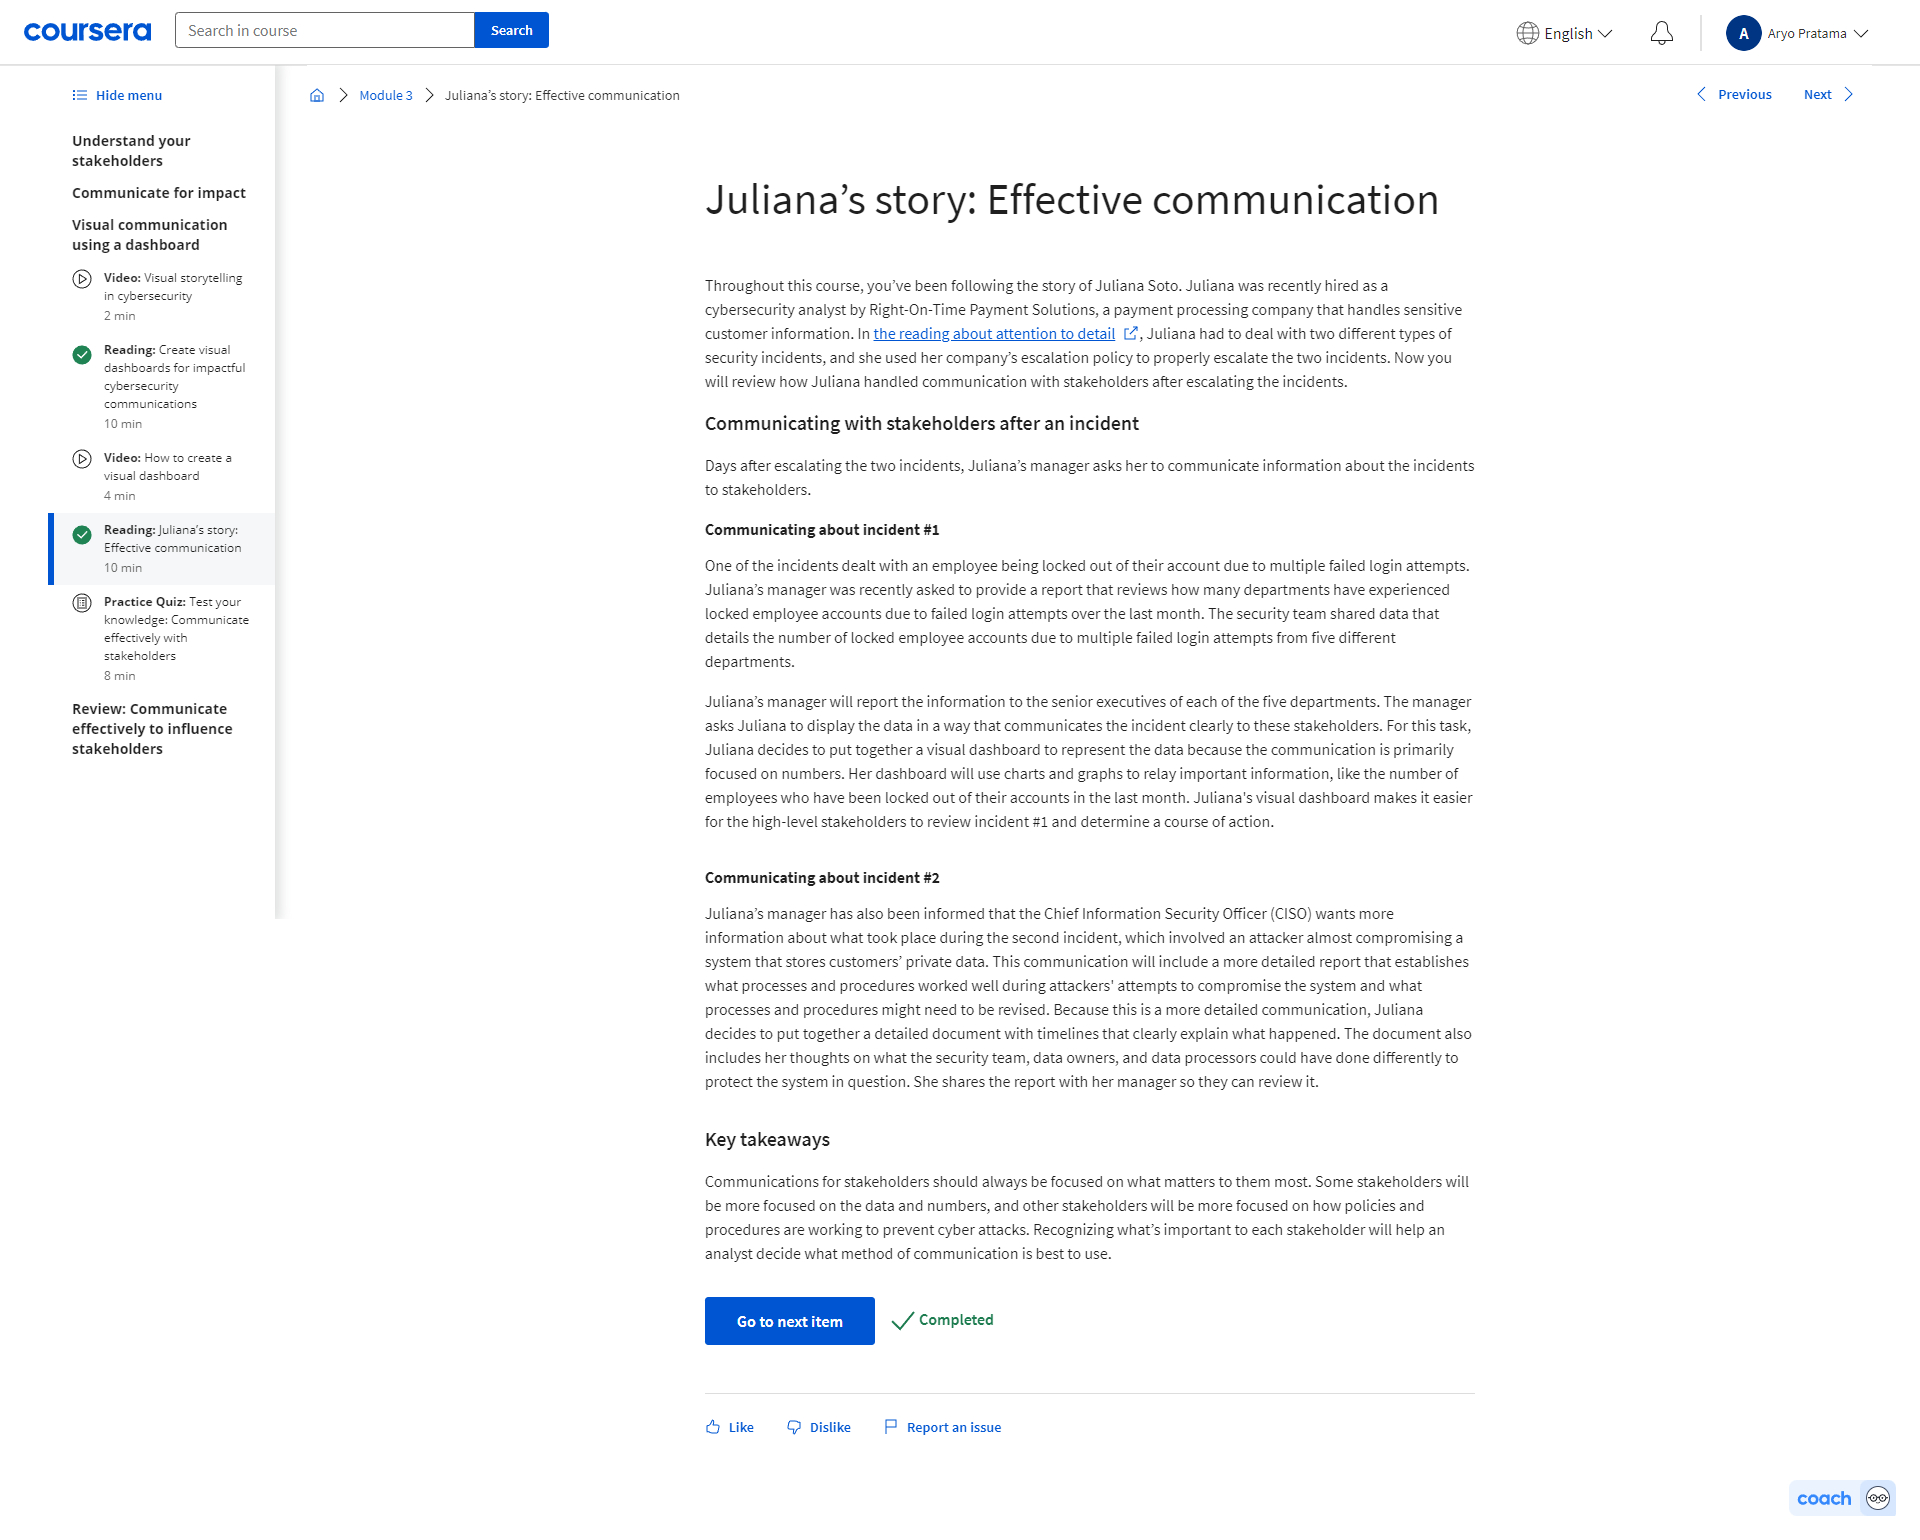 coursera
Search in course
Search
English
A
Aryo Pratama
Hide menu
Understand your
stakeholders
Communicate for impact
Visual communication
using a dashboard
Video: Visual storytelling
in cybersecurity
2 min
Reading: Create visual
dashboards for impactful
cybersecurity
communications
10 min
Video: How to create a
visual dashboard
4 min
Reading: Juliana’s story:
Effective communication
10 min
Practice Quiz: Test your
knowledge: Communicate
effectively with
stakeholders
8 min
Review: Communicate
effectively to influence
stakeholders
Module 3
Juliana’s story: Effective communication
Previous
Next
Juliana’s story: Effective communication
Throughout this course, you’ve been following the story of Juliana Soto. Juliana was recently hired as a
cybersecurity analyst by Right-On-Time Payment Solutions, a payment processing company that handles sensitive
customer information. In the reading about attention to detail , Juliana had to deal with two different types of
security incidents, and she used her company’s escalation policy to properly escalate the two incidents. Now you
will review how Juliana handled communication with stakeholders after escalating the incidents.
Communicating with stakeholders after an incident
Days after escalating the two incidents, Juliana’s manager asks her to communicate information about the incidents
to stakeholders.
Communicating about incident #1
One of the incidents dealt with an employee being locked out of their account due to multiple failed login attempts.
Juliana’s manager was recently asked to provide a report that reviews how many departments have experienced
locked employee accounts due to failed login attempts over the last month. The security team shared data that
details the number of locked employee accounts due to multiple failed login attempts from five different
departments.
Juliana’s manager will report the information to the senior executives of each of the five departments. The manager
asks Juliana to display the data in a way that communicates the incident clearly to these stakeholders. For this task,
Juliana decides to put together a visual dashboard to represent the data because the communication is primarily
focused on numbers. Her dashboard will use charts and graphs to relay important information, like the number of
employees who have been locked out of their accounts in the last month. Juliana's visual dashboard makes it easier
for the high-level stakeholders to review incident #1 and determine a course of action.
Communicating about incident #2
Juliana’s manager has also been informed that the Chief Information Security Officer (CISO) wants more
information about what took place during the second incident, which involved an attacker almost compromising a
system that stores customers’ private data. This communication will include a more detailed report that establishes
what processes and procedures worked well during attackers' attempts to compromise the system and what
processes and procedures might need to be revised. Because this is a more detailed communication, Juliana
decides to put together a detailed document with timelines that clearly explain what happened. The document also
includes her thoughts on what the security team, data owners, and data processors could have done differently to
protect the system in question. She shares the report with her manager so they can review it.
Key takeaways
Communications for stakeholders should always be focused on what matters to them most. Some stakeholders will
be more focused on the data and numbers, and other stakeholders will be more focused on how policies and
procedures are working to prevent cyber attacks. Recognizing what’s important to each stakeholder will help an
analyst decide what method of communication is best to use.
Go to next item
Completed
Like
Dislike
Report an issue
coach